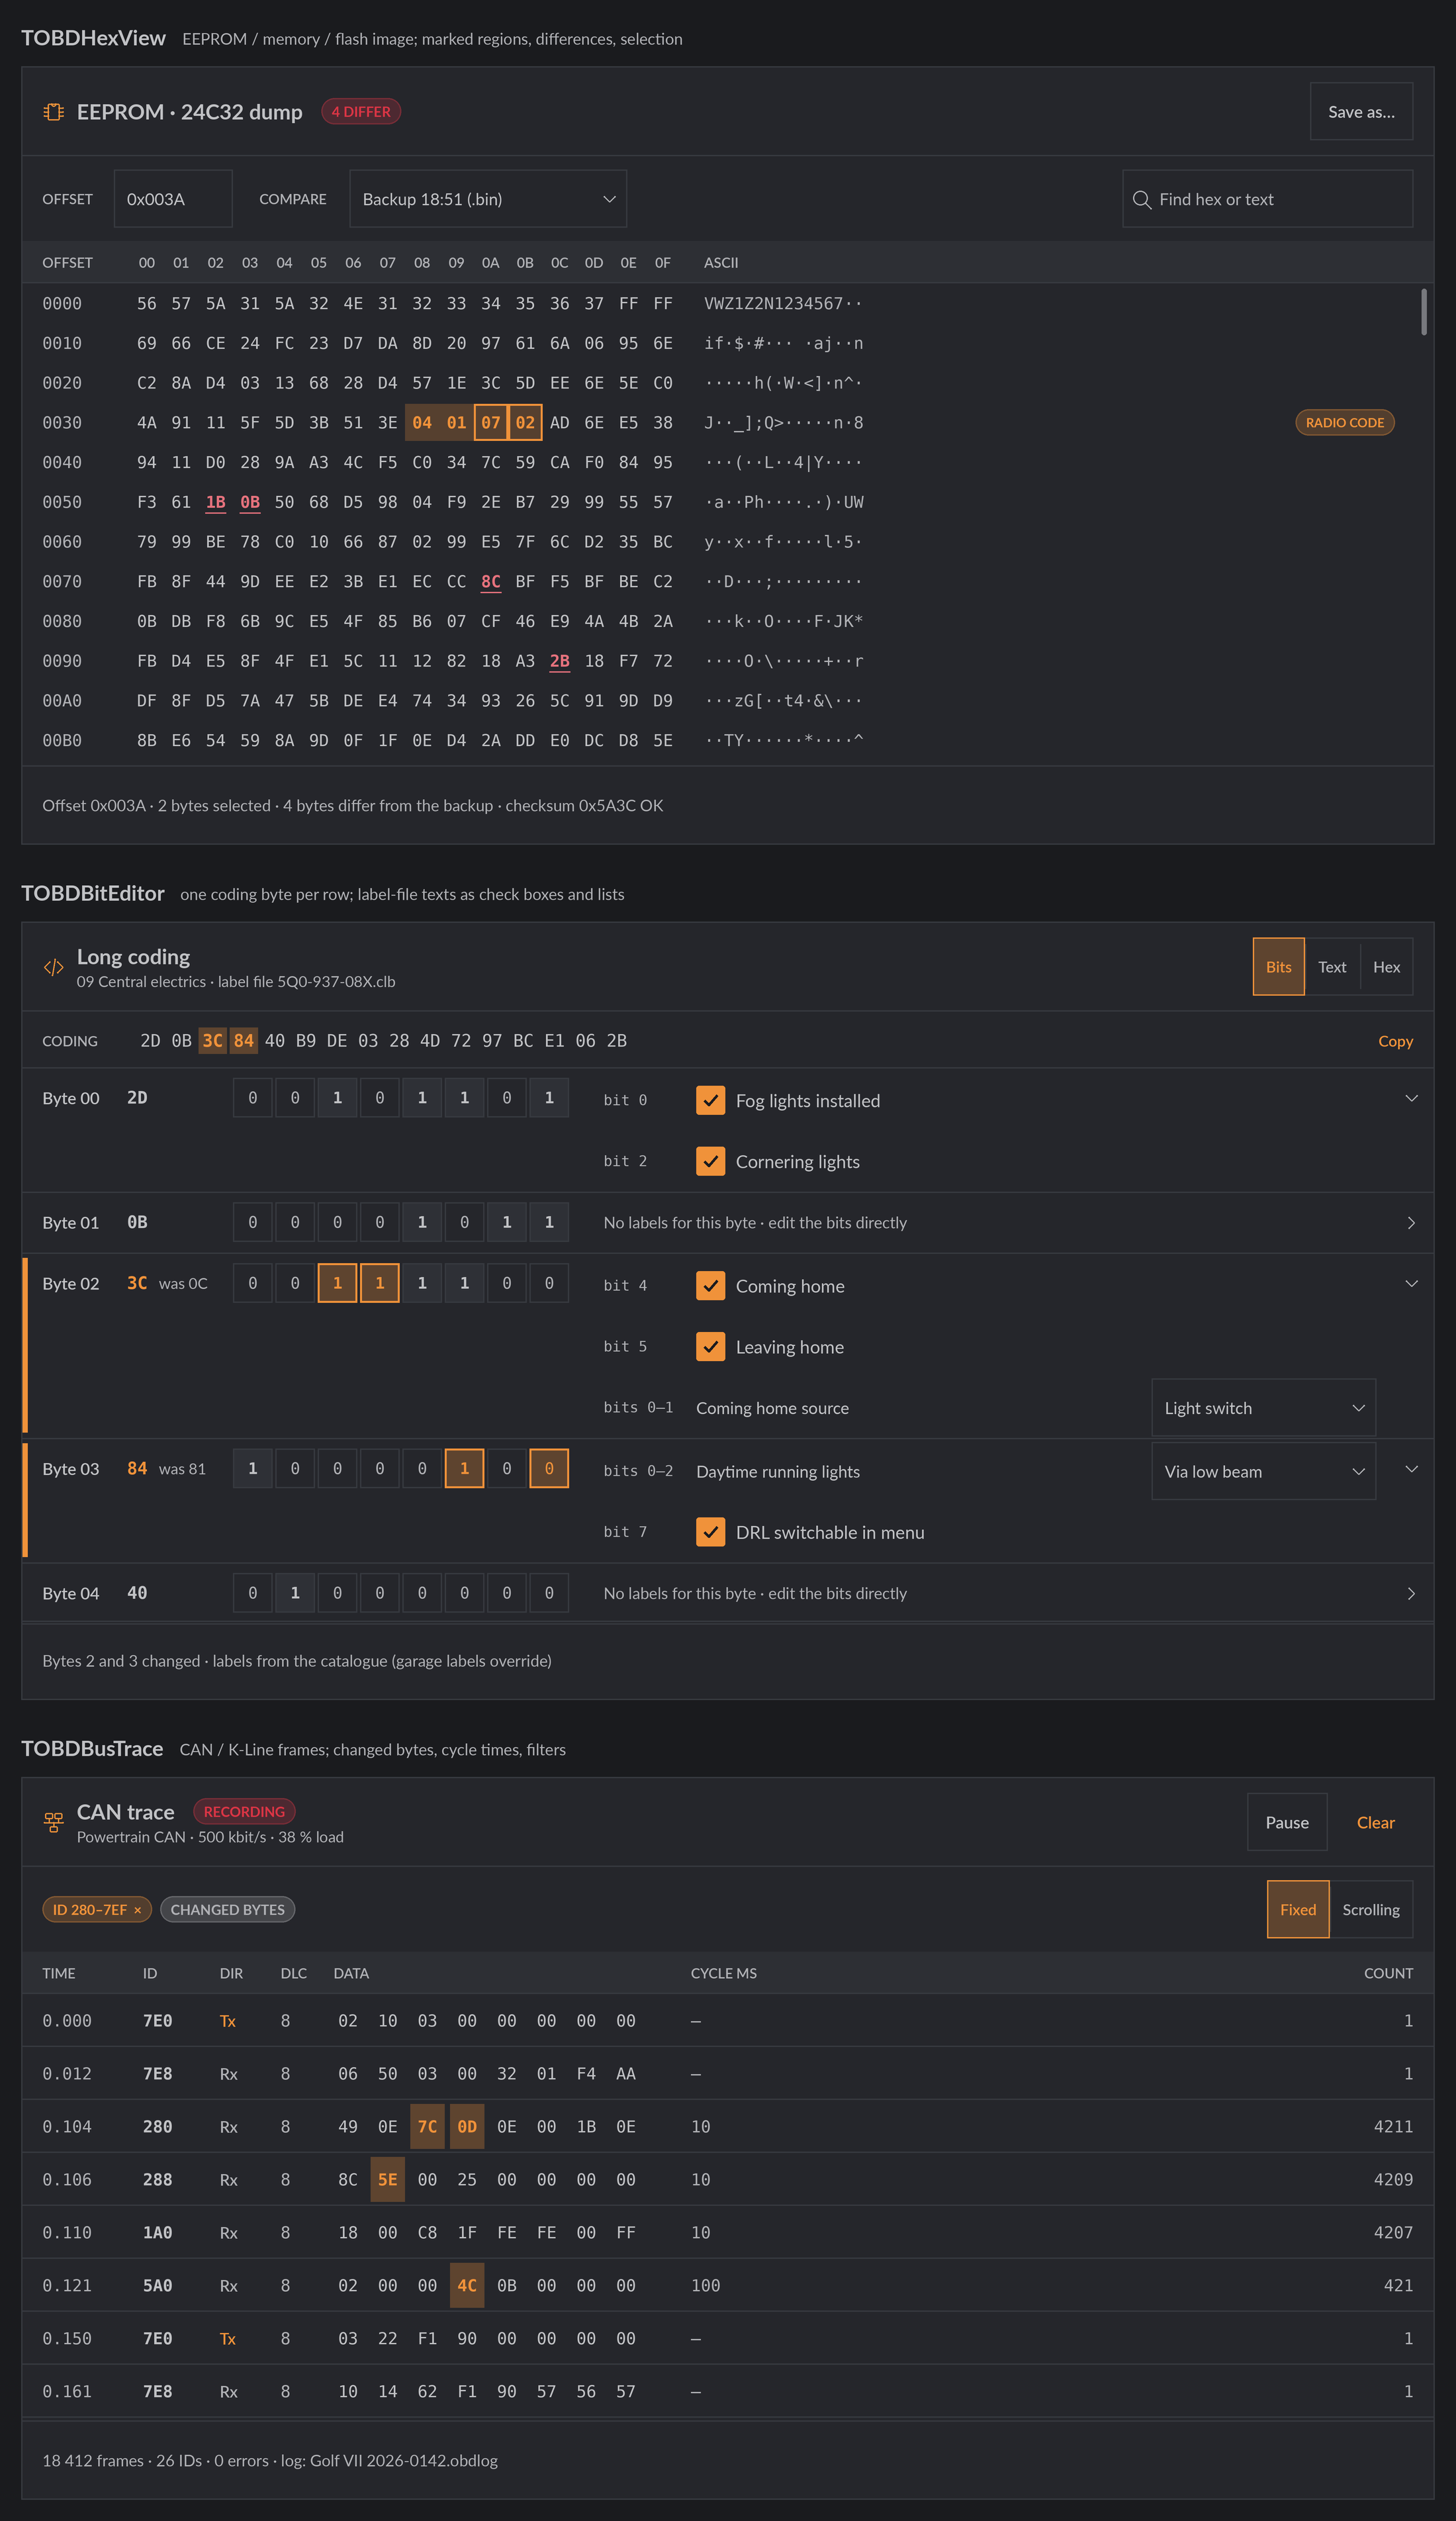 TOBDHexView EEPROM / memory / flash image; marked regions, differences, selection
EEPROM · 24C32 dump 4 DIFFER Save as...
OFFSET 0x003A COMPARE Backup 18:51 (.bin) Find hex or text
OFFSET 00 01 02 03 04 05 06 07 08 09 0A 0B 0C 0D 0E 0F ASCII
0000 56 57 5A 31 5A 32 4E 31 32 33 34 35 36 37 FF FF VWZ1Z2N1234567··
0010 69 66 CE 24 FC 23 D7 DA 8D 20 97 61 6A 06 95 6E if·$·#··· ·aj··n
0020 C2 8A D4 03 13 68 28 D4 57 1E 3C 5D EE 6E 5E C0 ·····h(·W·<]·n^·
0030 4A 91 11 5F 5D 3B 51 3E 04 01 07 02 AD 6E E5 38 J··_];Q>·····n·8 RADIO CODE
0040 94 11 D0 28 9A A3 4C F5 C0 34 7C 59 CA F0 84 95 ···(··L··4|Y····
0050 F3 61 1B 0B 50 68 D5 98 04 F9 2E B7 29 99 55 57 ·a··Ph····.·)·UW
0060 79 99 BE 78 C0 10 66 87 02 99 E5 7F 6C D2 35 BC y··x··f·····l·5·
0070 FB 8F 44 9D EE E2 3B E1 EC CC 8C BF F5 BF BE C2 ··D···;·········
0080 0B DB F8 6B 9C E5 4F 85 B6 07 CF 46 E9 4A 4B 2A ···k··O····F·JK*
0090 FB D4 E5 8F 4F E1 5C 11 12 82 18 A3 2B 18 F7 72 ····O·\·····+··r
00A0 DF 8F D5 7A 47 5B DE E4 74 34 93 26 5C 91 9D D9 ···zG[··t4·&\···
00B0 8B E6 54 59 8A 9D 0F 1F 0E D4 2A DD E0 DC D8 5E ··TY······*····^
Offset 0x003A · 2 bytes selected · 4 bytes differ from the backup · checksum 0x5A3C OK
TOBDBitEditor one coding byte per row; label-file texts as check boxes and lists
Long coding
09 Central electrics · label file 5Q0-937-08X.clb
Bits Text Hex
CODING 2D 0B 3C 84 40 B9 DE 03 28 4D 72 97 BC E1 06 2B Copy
Byte 00 2D 0 0 1 0 1 1 0 1 bit 0 Fog lights installed
bit 2 Cornering lights
Byte 01 0B 0 0 0 0 1 0 1 1 No labels for this byte · edit the bits directly
Byte 02 3C was 0C 0 0 1 1 1 1 0 0 bit 4 Coming home
bit 5 Leaving home
bits 0–1 Coming home source Light switch
Byte 03 84 was 81 1 0 0 0 0 1 0 0 bits 0–2 Daytime running lights Via low beam
bit 7 DRL switchable in menu
Byte 04 40 0 1 0 0 0 0 0 0 No labels for this byte · edit the bits directly
Bytes 2 and 3 changed · labels from the catalogue (garage labels override)
TOBDBusTrace CAN / K-Line frames; changed bytes, cycle times, filters
CAN trace RECORDING
Powertrain CAN · 500 kbit/s · 38 % load
Pause Clear
ID 280–7EF × CHANGED BYTES Fixed Scrolling
TIME ID DIR DLC DATA CYCLE MS COUNT
0.000 7E0 Tx 8 02 10 03 00 00 00 00 00 – 1
0.012 7E8 Rx 8 06 50 03 00 32 01 F4 AA – 1
0.104 280 Rx 8 49 0E 7C 0D 0E 00 1B 0E 10 4211
0.106 288 Rx 8 8C 5E 00 25 00 00 00 00 10 4209
0.110 1A0 Rx 8 18 00 C8 1F FE FE 00 FF 10 4207
0.121 5A0 Rx 8 02 00 00 4C 0B 00 00 00 100 421
0.150 7E0 Tx 8 03 22 F1 90 00 00 00 00 – 1
0.161 7E8 Rx 8 10 14 62 F1 90 57 56 57 – 1
18 412 frames · 26 IDs · 0 errors · log: Golf VII 2026-0142.obdlog